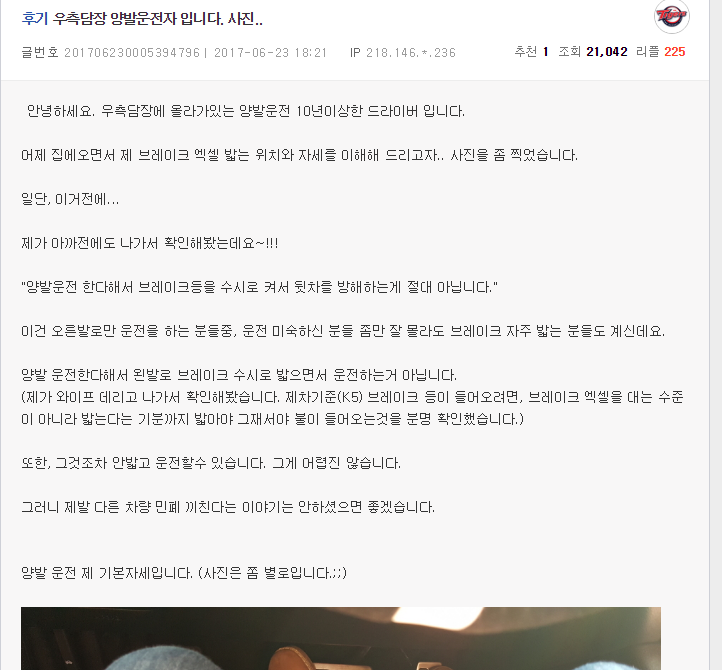 후기 우측담장 양발운전자 입니다. 사진..
글번호 201706230005394796 | 2017-06-23 18:21 IP 218.146.*.236 추천 1 조회 21,042 리플 225
안녕하세요. 우측담장에 올라가있는 양발운전 10년이상한 드라이버 입니다.
어제 집에오면서 제 브레이크 엑셀 밟는 위치와 자세를 이해해 드리고자.. 사진을 좀 찍었습니다.
일단, 이거전에...
제가 아까전에도 나가서 확인해봤는데요~!!!
"양발운전 한다해서 브레이크등을 수시로 켜서 뒷차를 방해하는게 절대 아닙니다."
이건 오른발로만 운전을 하는 분들중, 운전 미숙하신 분들 좀만 잘 몰라도 브레이크 자주 밟는 분들도 계신데요.
양발 운전한다해서 왼발로 브레이크 수시로 밟으면서 운전하는거 아닙니다.
(제가 와이프 데리고 나가서 확인해봤습니다. 제차기준(K5) 브레이크 등이 들어오려면, 브레이크 엑셀을 대는 수준
이 아니라 밟는다는 기분까지 밟아야 그재서야 불이 들어오는것을 분명 확인했습니다.)
또한, 그것조차 안밟고 운전할수 있습니다. 그게 어렵진 않습니다.
그러니 제발 다른 차량 민폐 끼친다는 이야기는 안하셨으면 좋겠습니다.
양발 운전 제 기본자세입니다. (사진은 쫌 별로입니다.;;)